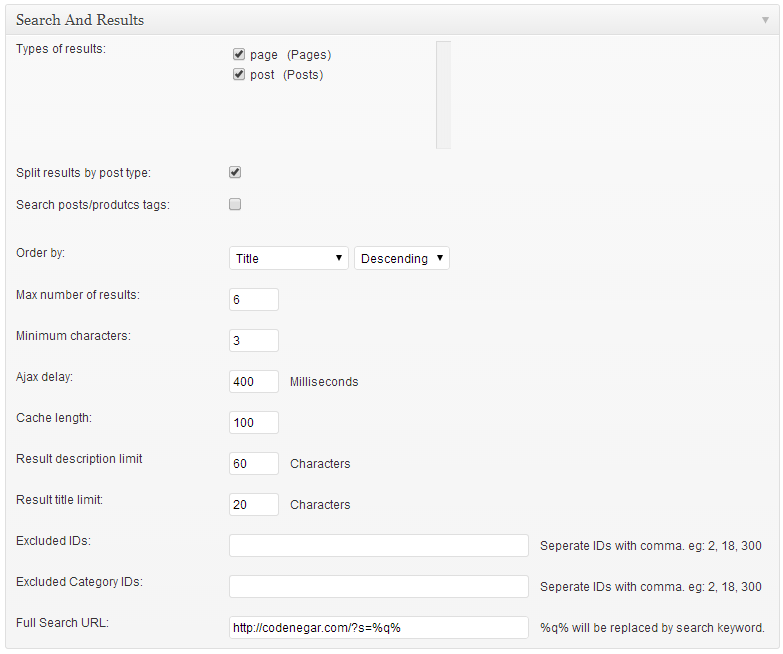 Search And Results
Types of results:
page (Pages)
post (Posts)
Split results by post type:
Search posts/produtcs tags:
Order by: Title Descending
Max number of results: 6
Minimum characters: 3
Ajax delay: 400 Milliseconds
Cache length: 100
Result description limit 60 Characters
Result title limit: 20 Characters
Excluded IDs: Seperate IDs with comma. eg: 2, 18, 300
Excluded Category IDs: Seperate IDs with comma. eg: 2, 18, 300
Full Search URL: http://codenegar.com/?s=%q% %q% will be replaced by search keyword.